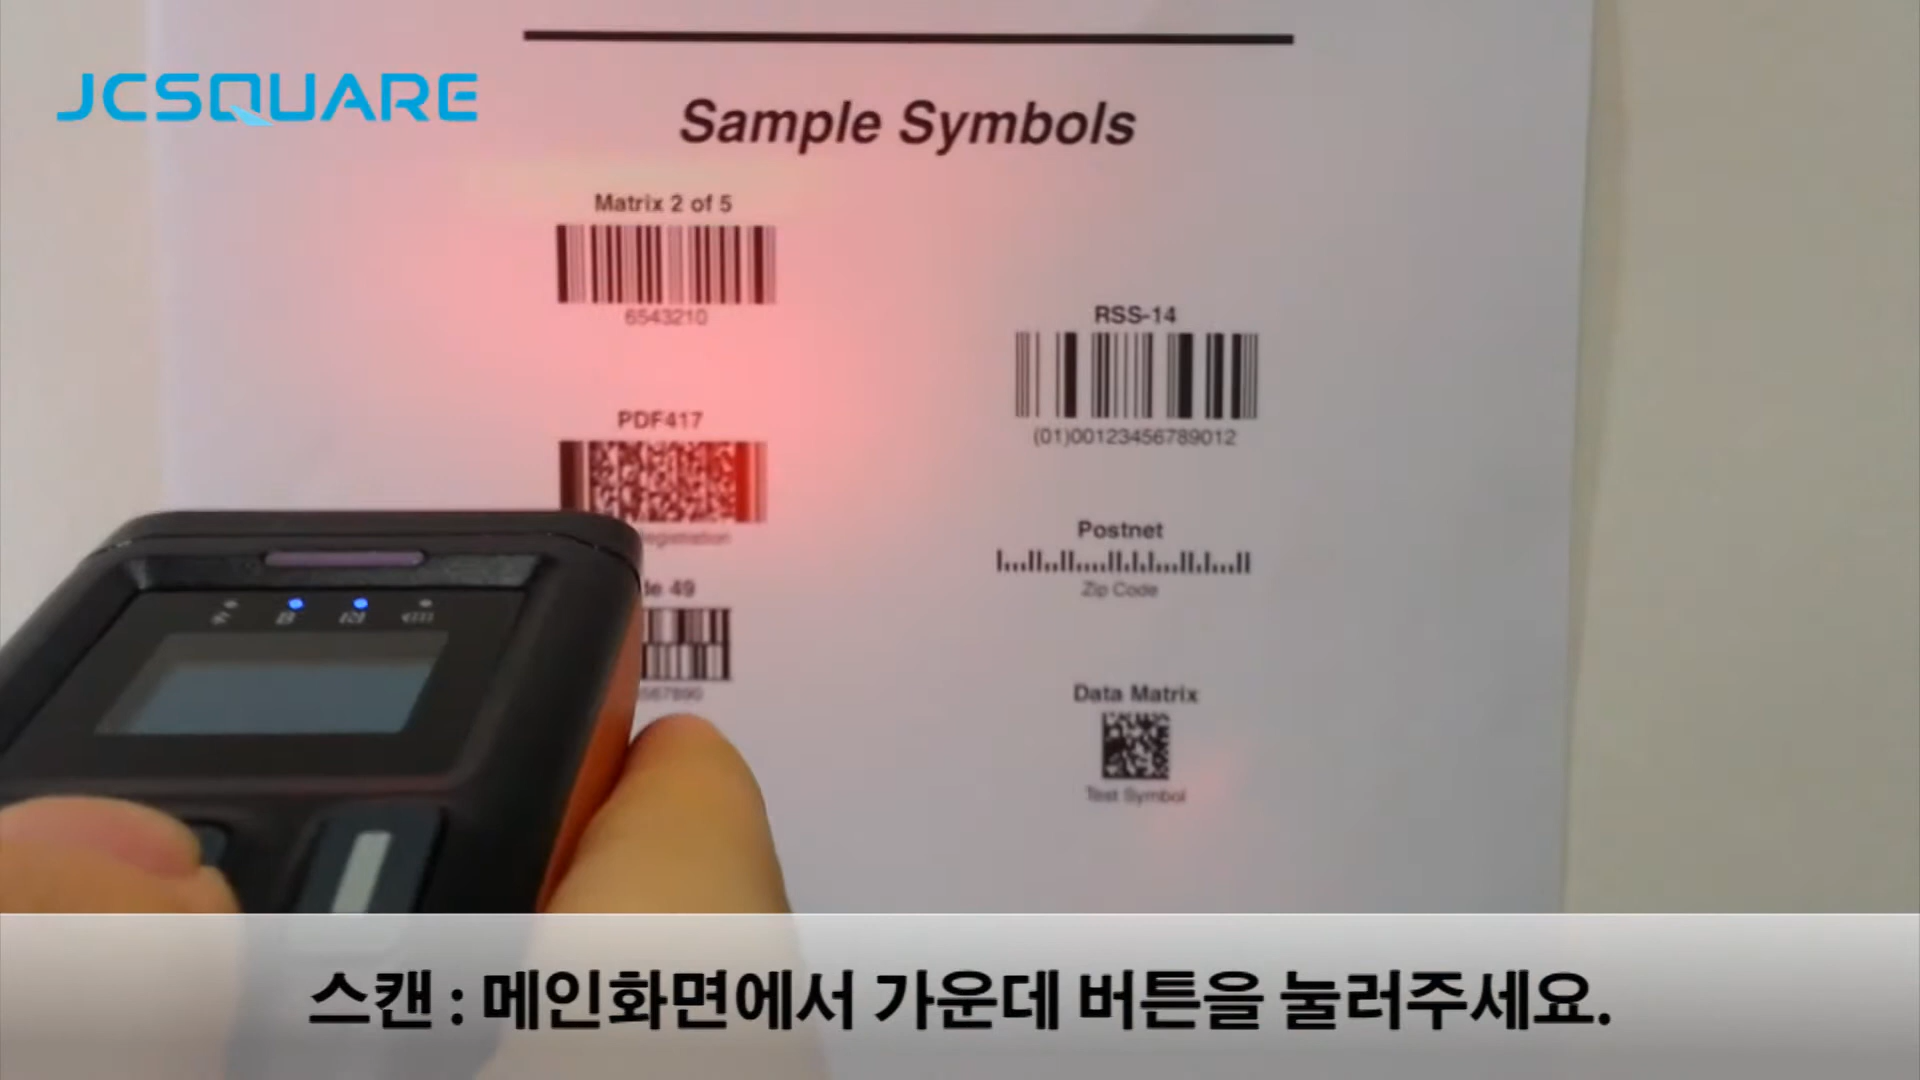 JCSQUARE
Sample Symbols
Matrix 2 of 5
6543210
RSS-14
(01)00123456789012
PDF417
Postnet
Zip Code
49
Data Matrix
Test Symbol
스캔 : 메인화면에서 가운데 버튼을 눌러주세요.